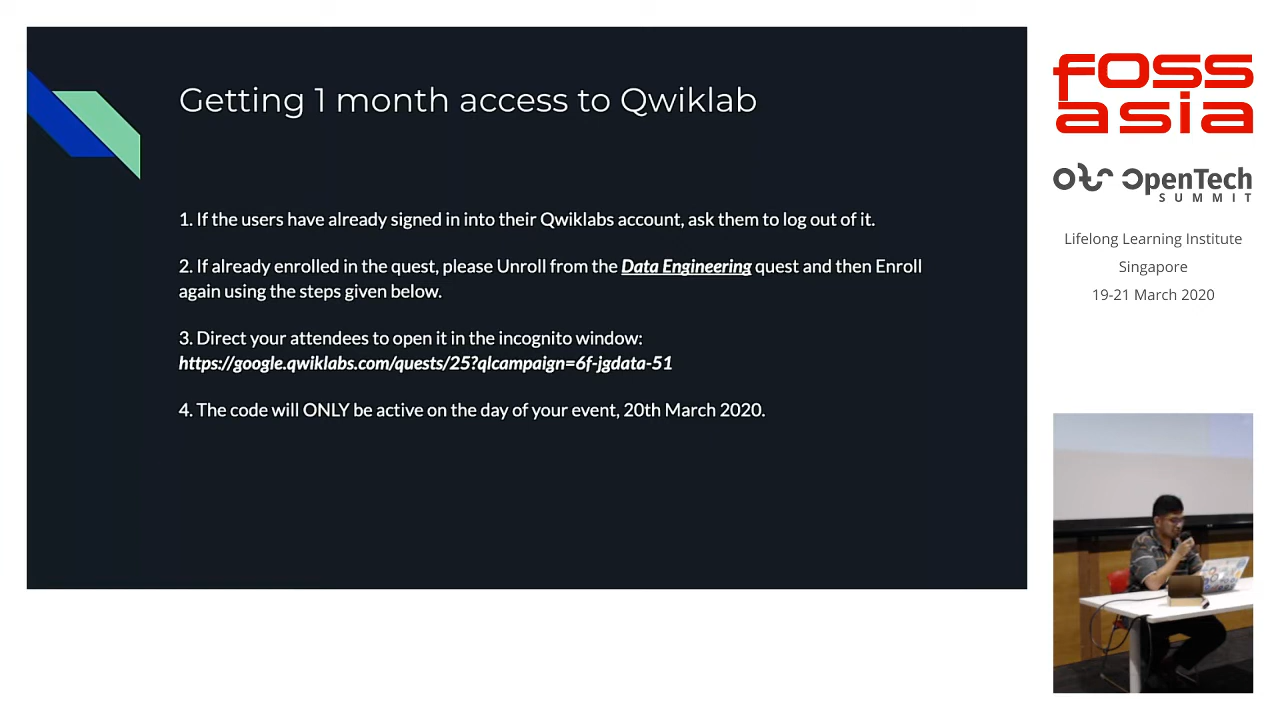 Getting 1 month access to Qwiklab
1. If the users have already signed in into their Qwiklabs account, ask them to log out of it.
2. If already enrolled in the quest, please Unroll from the Data Engineering quest and then Enroll
again using the steps given below.
3. Direct your attendees to open it in the incognito window:
https://google.qwiklabs.com/quests/25?qlcampaign=6f-jgdata-51
4. The code will ONLY be active on the day of your event, 20th March 2020.
foss
asia
OpenTech
SUMMIT
Lifelong Learning Institute
Singapore
19-21 March 2020